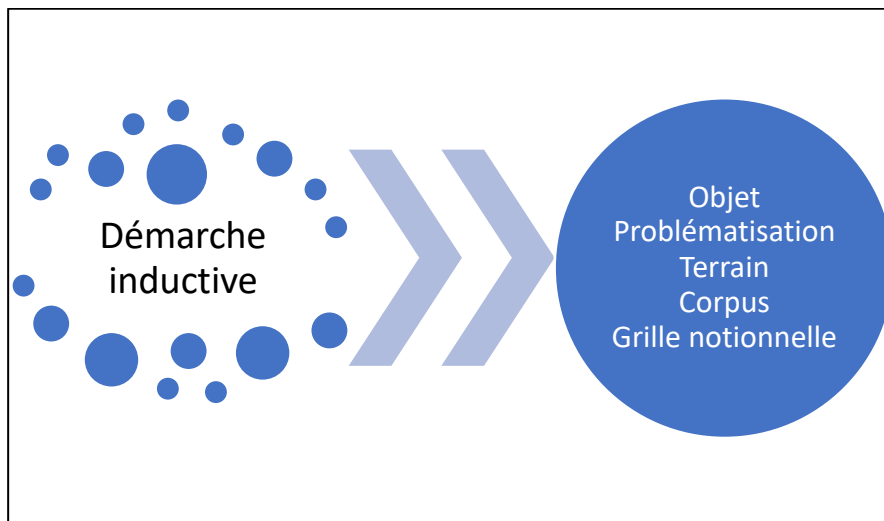 Démarche
inductive
Objet
Problématisation
Terrain
Corpus
Grille notionnelle